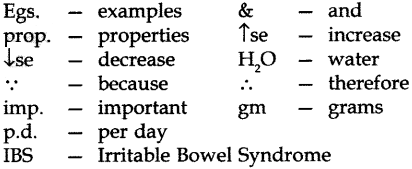 Egs. – examples & – and
prop. – properties ↑se – increase
↓se – decrease H₂O – water
∵ – because ∴ – therefore
imp. – important gm – grams
p.d. – per day
IBS – Irritable Bowel Syndrome